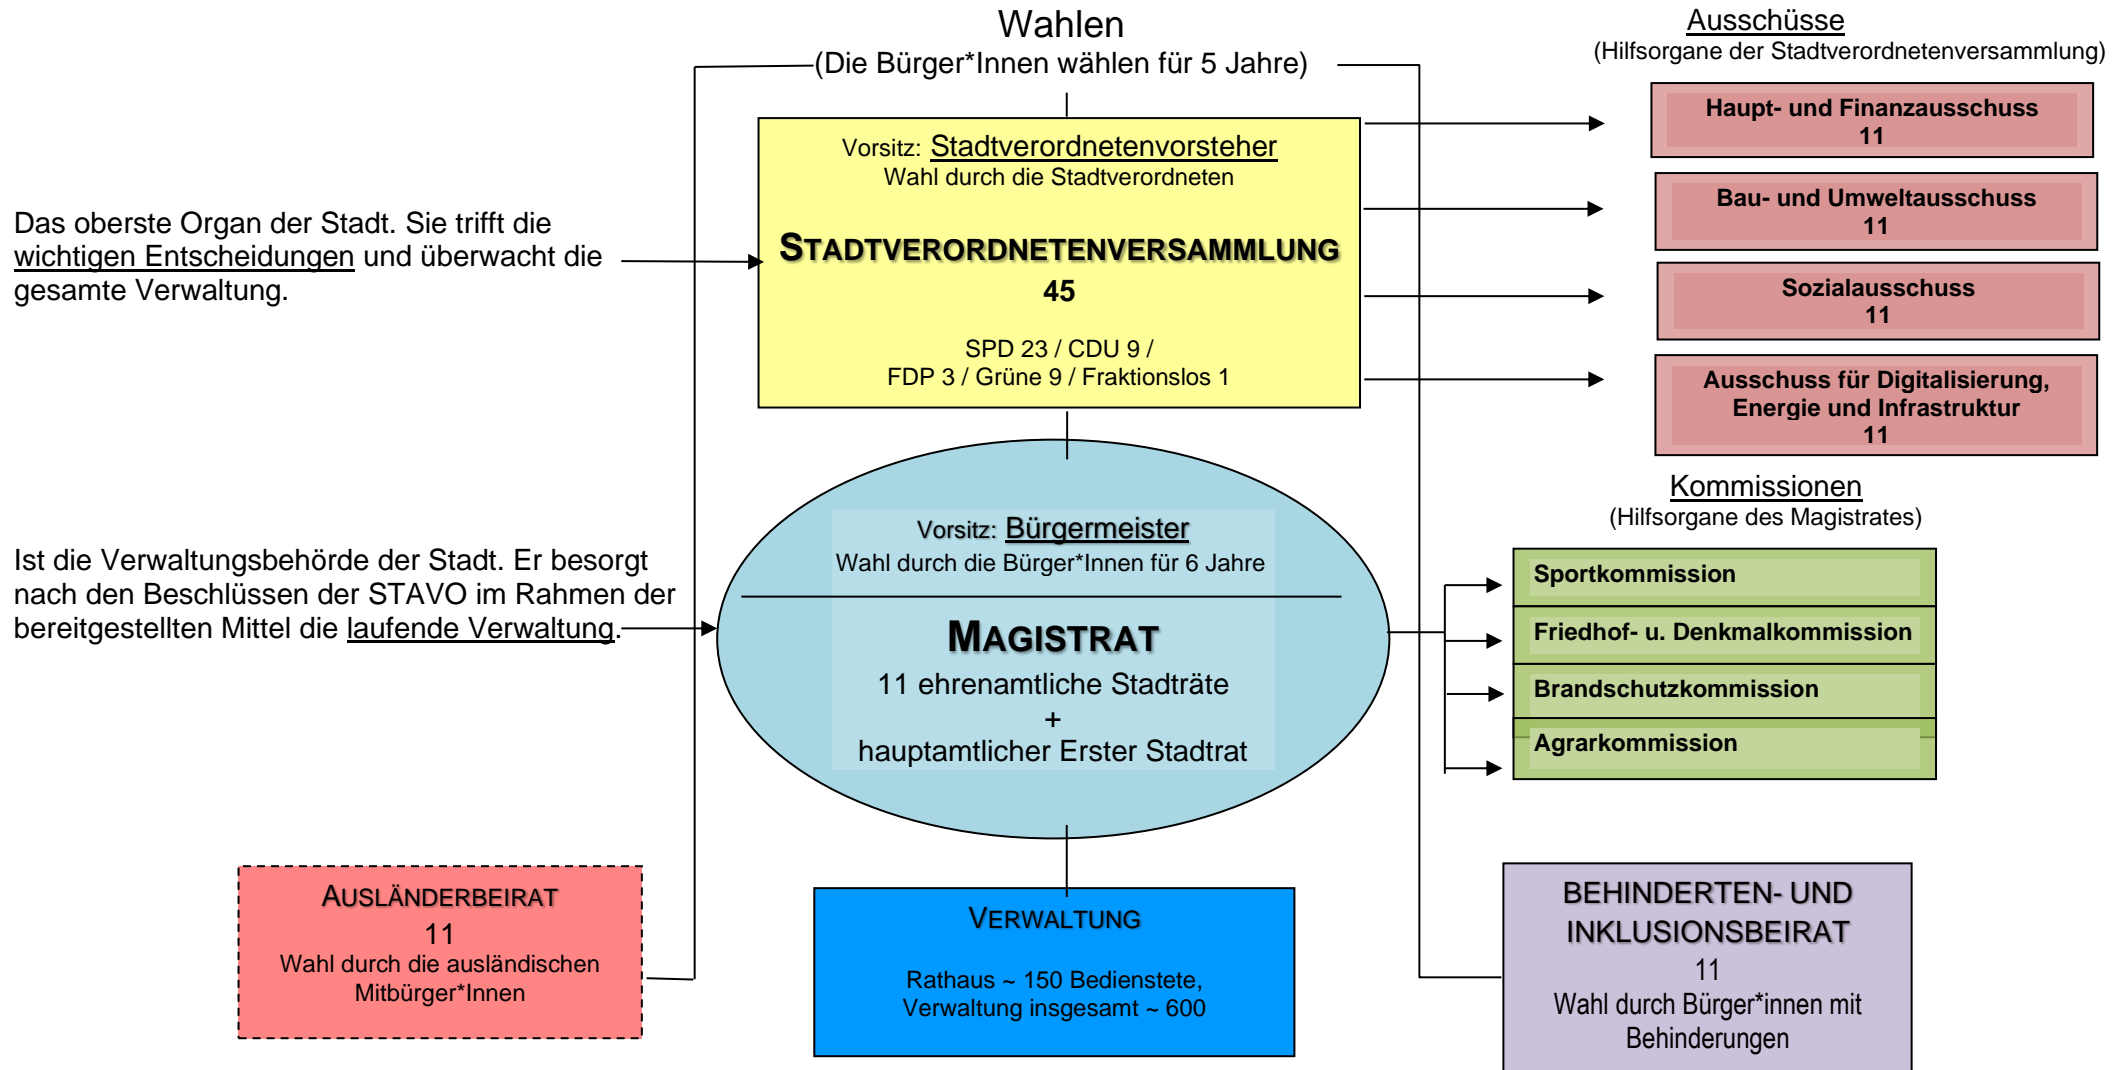 Wahlen
(Die Bürger*Innen wählen für 5 Jahre)
Ausschüsse
(Hilfsorgane der Stadtverordnetenversammlung)
Haupt- und Finanzausschuss
11
Bau- und Umweltausschuss
11
Sozialausschuss
11
Ausschuss für Digitalisierung,
Energie und Infrastruktur
11
Vorsitz: Stadtverordnetenvorsteher
Wahl durch die Stadtverordneten
STADTVERORDNETENVERSAMMLUNG
45
SPD 23 / CDU 9 /
FDP 3 / Grüne 9 / Fraktionslos 1
Das oberste Organ der Stadt. Sie trifft die
wichtigen Entscheidungen und überwacht die
gesamte Verwaltung.
Kommissionen
(Hilfsorgane des Magistrates)
Sportkommission
Friedhof- u. Denkmalkommission
Brandschutzkommission
Agrarkommission
Vorsitz: Bürgermeister
Wahl durch die Bürger*Innen für 6 Jahre
MAGISTRAT
11 ehrenamtliche Stadträte
+
hauptamtlicher Erster Stadtrat
Ist die Verwaltungsbehörde der Stadt. Er besorgt
nach den Beschlüssen der STAVO im Rahmen der
bereitgestellten Mittel die laufende Verwaltung.
AUSLÄNDERBEIRAT
11
Wahl durch die ausländischen
Mitbürger*Innen
VERWALTUNG
Rathaus ~ 150 Bedienstete,
Verwaltung insgesamt ~ 600
BEHINDERTEN- UND
INKLUSIONSBEIRAT
11
Wahl durch Bürger*innen mit
Behinderungen